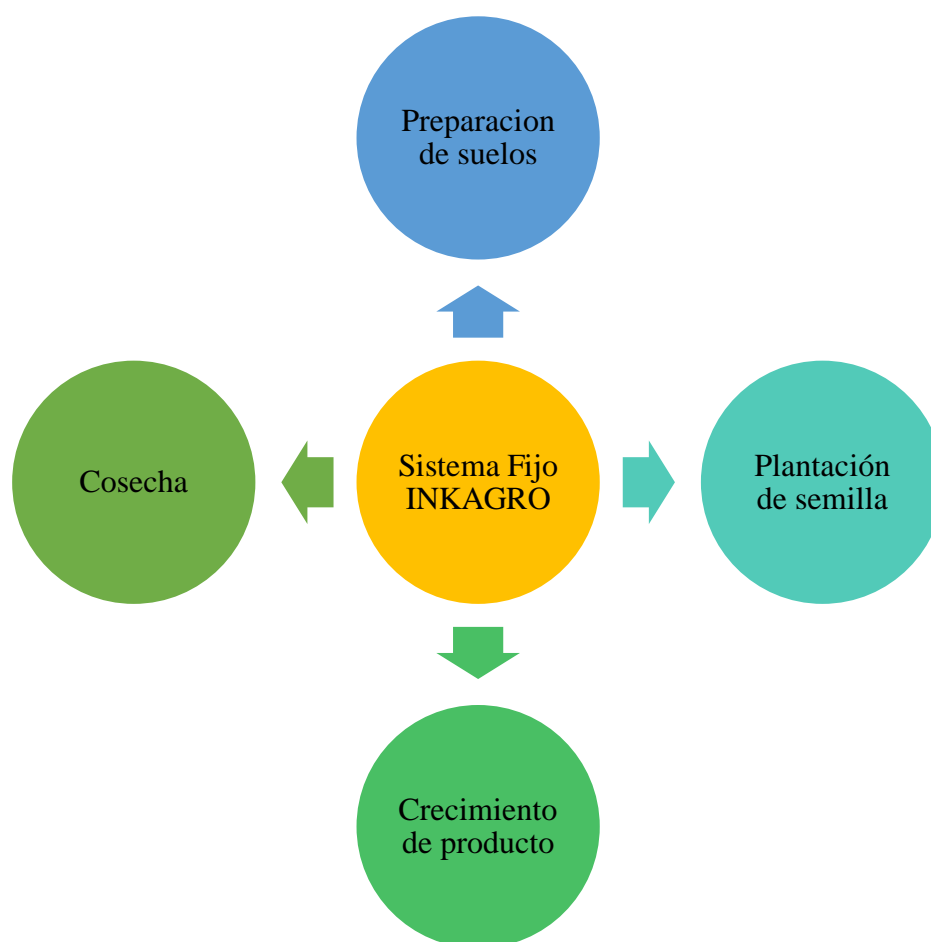 Preparacion
de suelos
Cosecha
Sistema Fijo
INKAGRO
Plantación
de semilla
Crecimiento
de producto